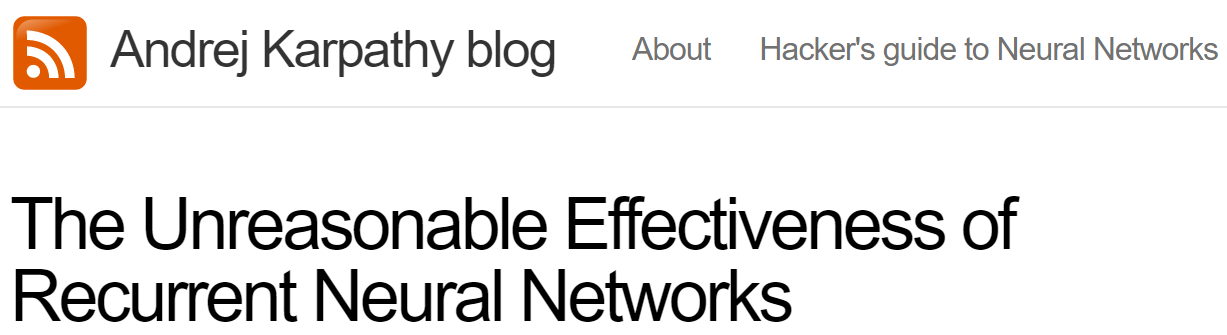 Andrej Karpathy blog About Hacker's guide to Neural Networks
The Unreasonable Effectiveness of
Recurrent Neural Networks